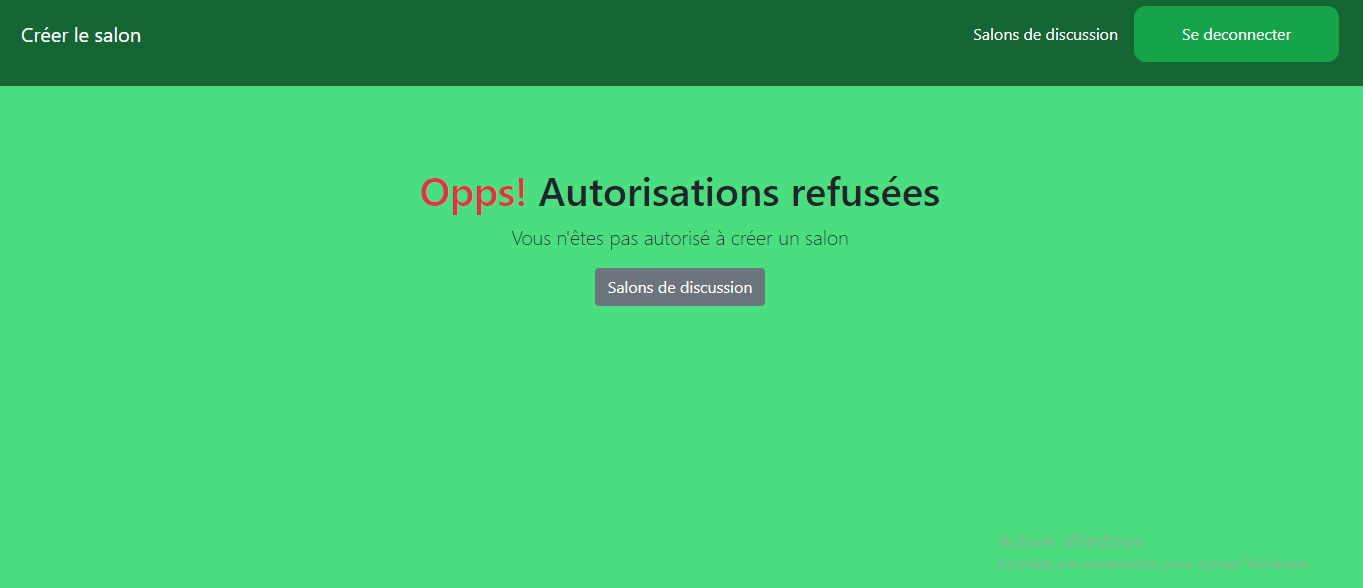 Créer le salon
Salons de discussion
Se deconnecter
Opps! Autorisations refusées
Vous n'êtes pas autorisé à créer un salon
Salons de discussion
Activer Windows
Accédez aux paramètres pour activer Windows.